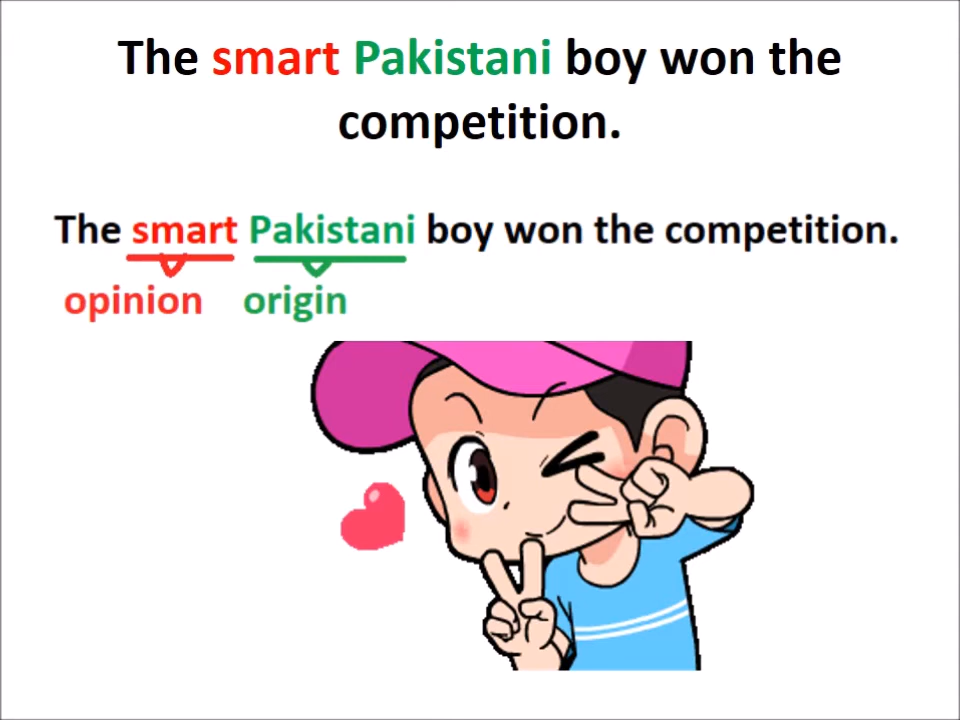 The smart Pakistani boy won the
competition.
The smart Pakistani boy won the competition.
opinion origin